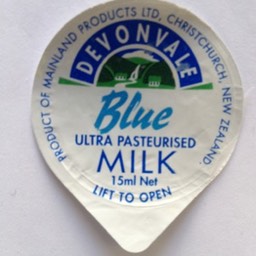 PRODUCT OF MAINLAND PRODUCTS LTD, CHRISTCHURCH, NEW ZEALAND.
DEVONVALE
Blue
ULTRA PASTEURISED
MILK
15ml Net
LIFT TO OPEN